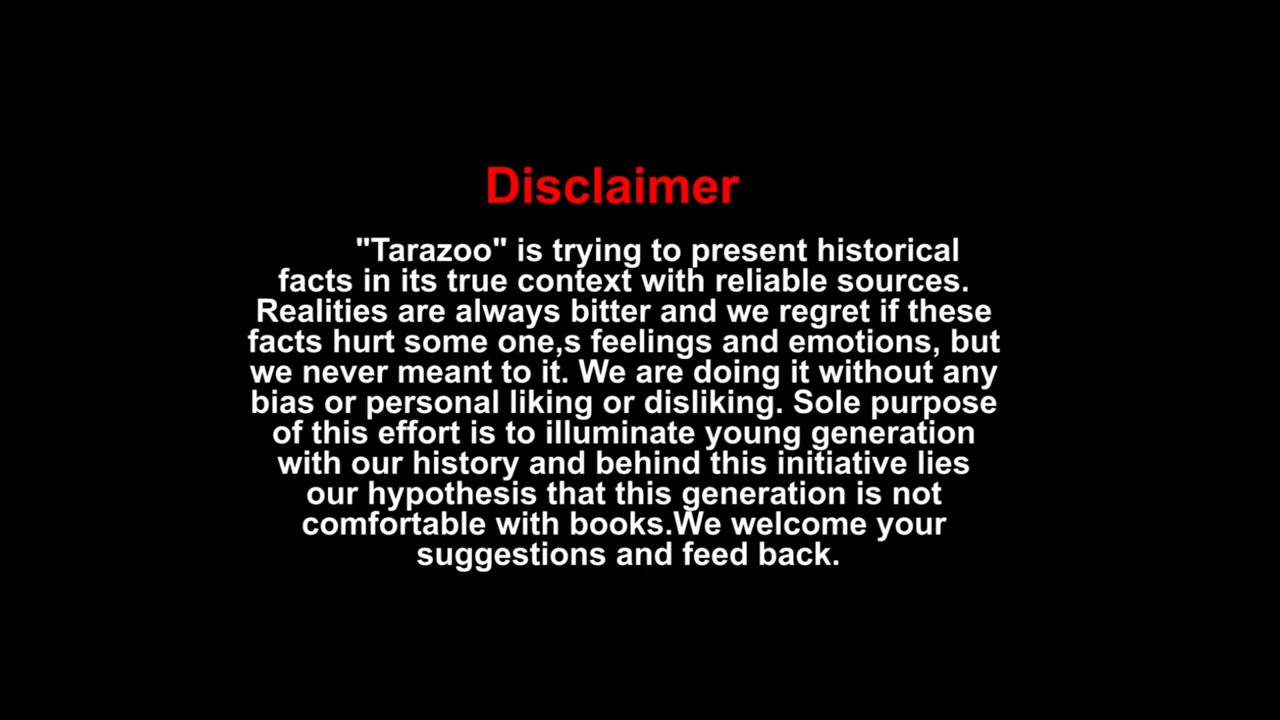 Disclaimer
"Tarazoo" is trying to present historical
facts in its true context with reliable sources.
Realities are always bitter and we regret if these
facts hurt some one,s feelings and emotions, but
we never meant to it. We are doing it without any
bias or personal liking or disliking. Sole purpose
of this effort is to illuminate young generation
with our history and behind this initiative lies
our hypothesis that this generation is not
comfortable with books.We welcome your
suggestions and feed back.